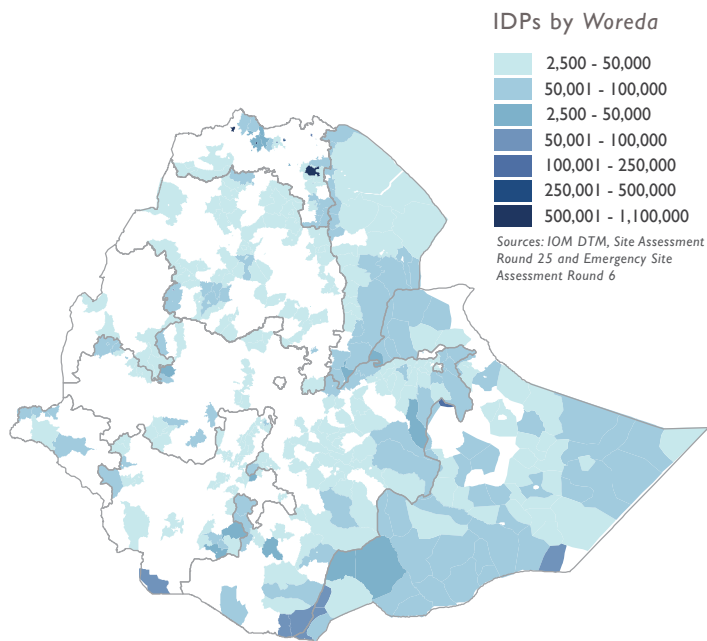 IDPs by Woreda
2,500 - 50,000
50,001 - 100,000
2,500 - 50,000
50,001 - 100,000
100,001 - 250,000
250,001 - 500,000
500,001 - 1,100,000
Sources: IOM DTM, Site Assessment
Round 25 and Emergency Site
Assessment Round 6